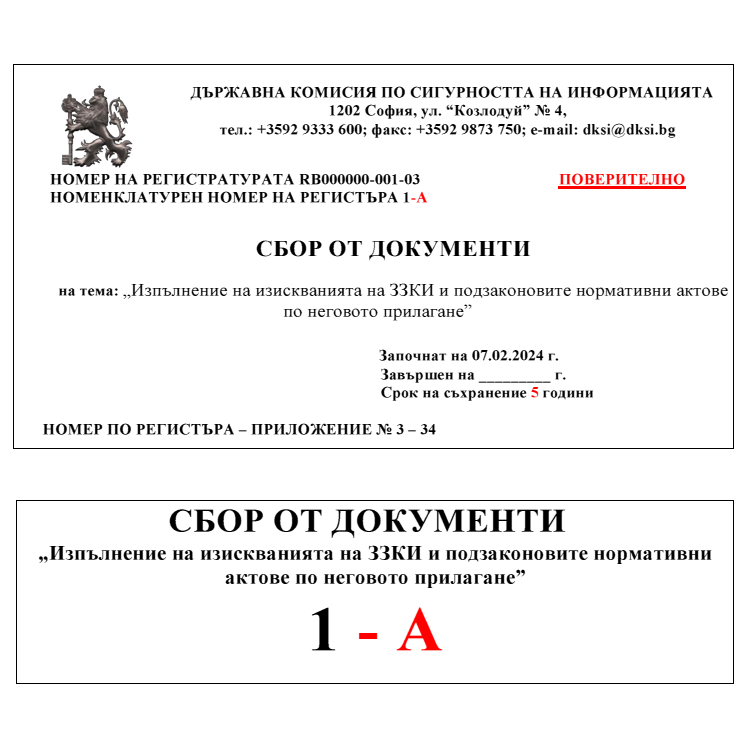 ДЪРЖАВНА КОМИСИЯ ПО СИГУРНОСТТА НА ИНФОРМАЦИЯТА
1202 София, ул. “Козлодуй” № 4,
тел.: +3592 9333 600; факс: +3592 9873 750; e-mail: dksi@dksi.bg
НОМЕР НА РЕГИСТРАТУРАТА RB000000-001-03 ПОВЕРИТЕЛНО
НОМЕНКЛАТУРЕН НОМЕР НА РЕГИСТЪРА 1-А
СБОР ОТ ДОКУМЕНТИ
на тема: „Изпълнение на изискванията на ЗЗКИ и подзаконовите нормативни актове
по неговото прилагане”
Започнат на 07.02.2024 г.
Завършен на _________ г.
Срок на съхранение 5 години
НОМЕР ПО РЕГИСТЪРА – ПРИЛОЖЕНИЕ № 3 – 34
СБОР ОТ ДОКУМЕНТИ
„Изпълнение на изискванията на ЗЗКИ и подзаконовите нормативни
актове по неговото прилагане”
1 - А